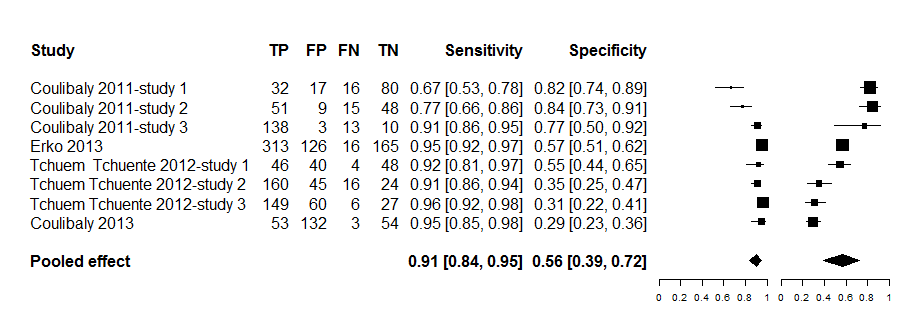 Study TP FP FN TN Sensitivity Specificity
Coulibaly 2011-study 1 32 17 16 80 0.67 [0.53, 0.78] 0.82 [0.74, 0.89]
Coulibaly 2011-study 2 51 9 15 48 0.77 [0.66, 0.86] 0.84 [0.73, 0.91]
Coulibaly 2011-study 3 138 3 13 10 0.91 [0.86, 0.95] 0.77 [0.50, 0.92]
Erko 2013 313 126 16 165 0.95 [0.92, 0.97] 0.57 [0.51, 0.62]
Tchuem Tchuente 2012-study 1 46 40 4 48 0.92 [0.81, 0.97] 0.55 [0.44, 0.65]
Tchuem Tchuente 2012-study 2 160 45 16 24 0.91 [0.86, 0.94] 0.35 [0.25, 0.47]
Tchuem Tchuente 2012-study 3 149 60 6 27 0.96 [0.92, 0.98] 0.31 [0.22, 0.41]
Coulibaly 2013 53 132 3 54 0.95 [0.85, 0.98] 0.29 [0.23, 0.36]
Pooled effect 0.91 [0.84, 0.95] 0.56 [0.39, 0.72]
0 0.2 0.4 0.6 0.8 1 0 0.2 0.4 0.6 0.8 1